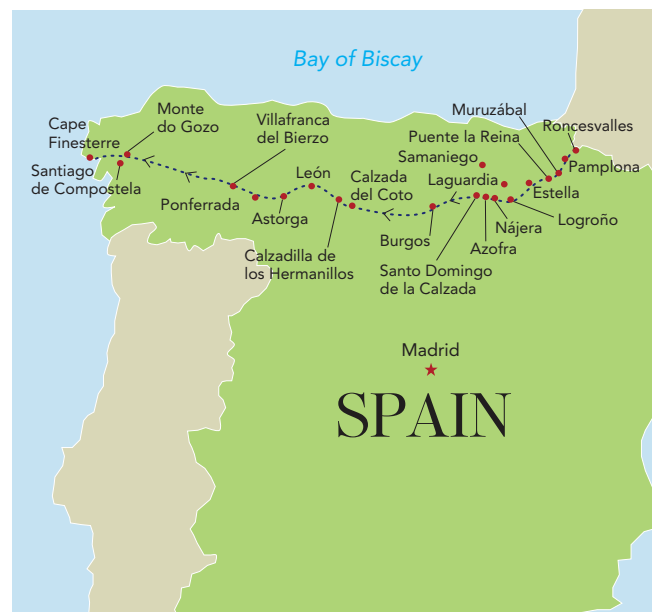 Bay of Biscay
Cape
Finesterre
Monte
do Gozo
Villafranca
del Bierzo
Muruzábal
Roncesvalles
Puente la Reina
Pamplona
Samaniego
Santiago
de Compostela
León
Calzada
del Coto
Laguardia
Estella
Ponferrada
Astorga
Nájera
Logroño
Burgos
Azofra
Calzadilla de
los Hermanillos
Santo Domingo
de la Calzada
Madrid
SPAIN